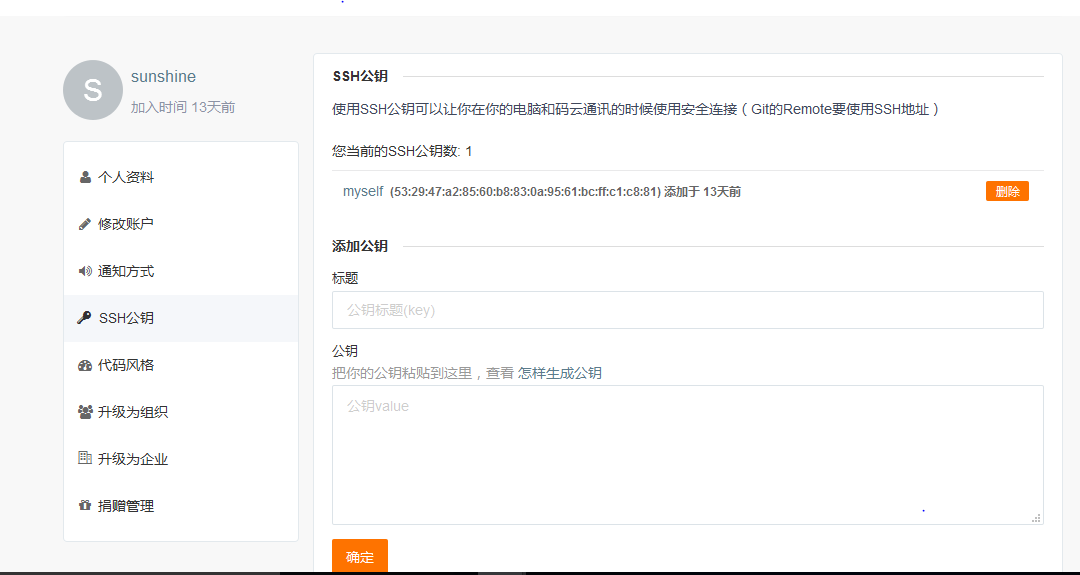 S
sunshine
加入时间 13天前
个人资料
修改账户
通知方式
SSH公钥
代码风格
升级为组织
升级为企业
捐赠管理
SSH公钥
使用SSH公钥可以让你在你的电脑和码云通讯的时候使用安全连接（Git的Remote要使用SSH地址）
您当前的SSH公钥数: 1
myself (53:29:47:a2:85:60:b8:83:0a:95:61:bc:ff:c1:c8:81) 添加于 13天前 删除
添加公钥
标题
公钥标题(key)
公钥
把你的公钥粘贴到这里，查看 怎样生成公钥
公钥value
确定